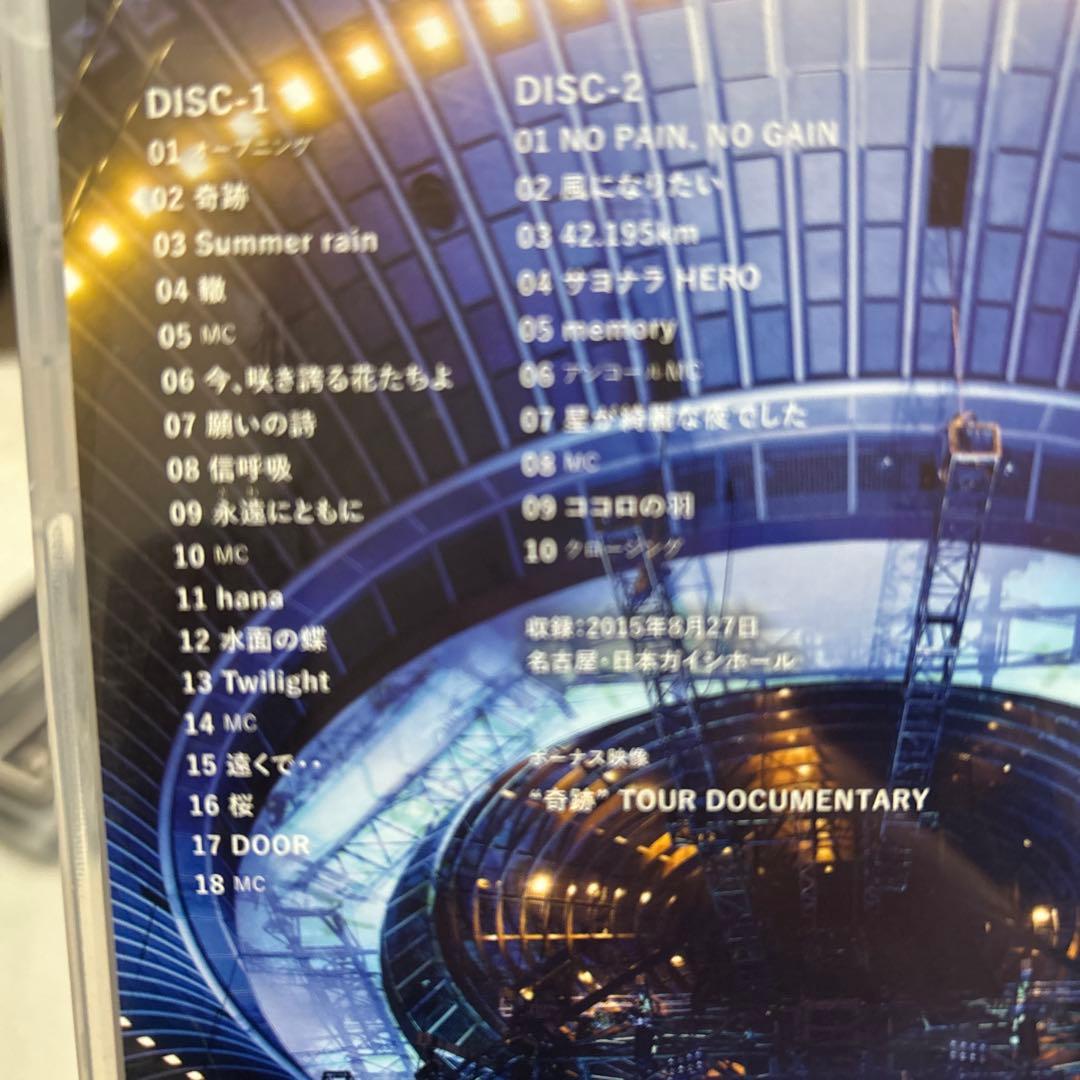 DISC-1
01 オープニング
02 奇跡
03 Summer rain
04 轍
05 MC
06 今、咲き誇る花たちよ
07 願いの詩
08 信呼吸
09 永遠にともに
10 MC
11 hana
12 水面の蝶
13 Twilight
14 MC
15 遠くで・・
16 桜
17 DOOR
18 MC
DISC-2
01 NO PAIN, NO GAIN
02 風になりたい
03 42.195km
04 サヨナラ HERO
05 memory
06 アンコールMC
07 星が綺麗な夜でした
08 MC
09 ココロの羽
10 クロージング
収録:2015年8月27日
名古屋・日本ガイシホール
ボーナス映像
“奇跡” TOUR DOCUMENTARY